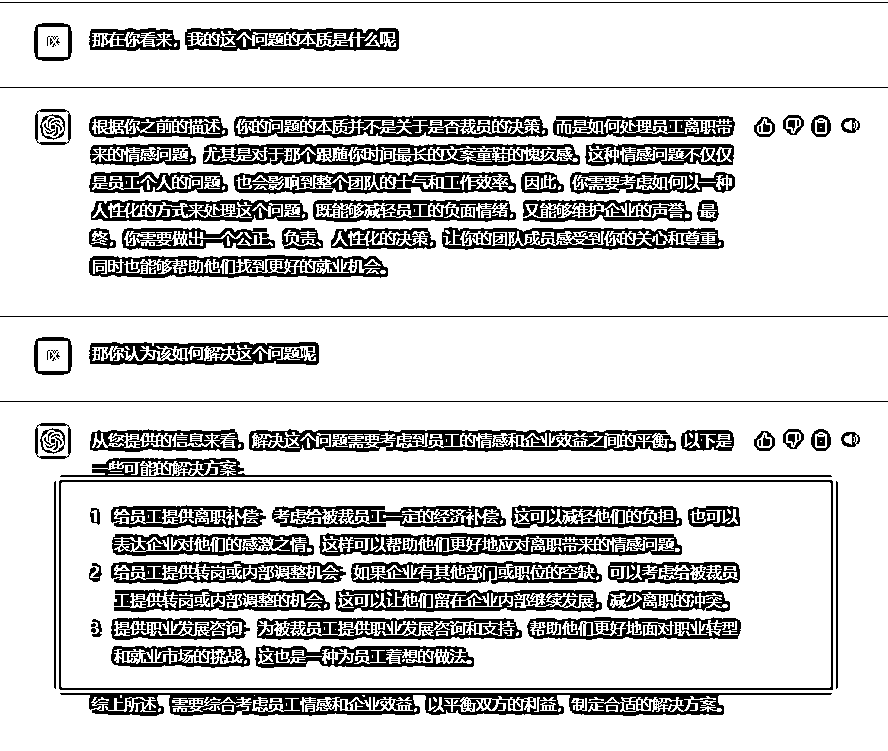 那在你看来，我的这个问题的本质是什么呢
根据你之前的描述，你的问题的本质并不是关于是否裁员的决策，而是如何处理员工离职带
来的情感问题，尤其是对于那个跟随你时间最长的文案童鞋的愧疚感。这种情感问题不仅仅
是员工个人的问题，也会影响到整个团队的士气和工作效率。因此，你需要考虑如何以一种
人性化的方式来处理这个问题，既能够减轻员工的负面情绪，又能够维护企业的声誉。最
终，你需要做出一个公正、负责、人性化的决策，让你的团队成员感受到你的关心和尊重，
同时也能够帮助他们找到更好的就业机会。
那你认为该如何解决这个问题呢
从您提供的信息来看，解决这个问题需要考虑到员工的情感和企业效益之间的平衡。以下是
一些可能的解决方案：
1. 给员工提供离职补偿：考虑给被裁员工一定的经济补偿，这可以减轻他们的负担，也可以
表达企业对他们的感激之情。这样可以帮助他们更好地应对离职带来的情感问题。
2. 给员工提供转岗或内部调整机会：如果企业有其他部门或职位的空缺，可以考虑给被裁员
工提供转岗或内部调整的机会，这可以让他们留在企业内部继续发展，减少离职的冲突。
3. 提供职业发展咨询：为被裁员工提供职业发展咨询和支持，帮助他们更好地面对职业转型
和就业市场的挑战，这也是一种为员工着想的做法。
综上所述，需要综合考虑员工情感和企业效益，以平衡双方的利益，制定合适的解决方案。